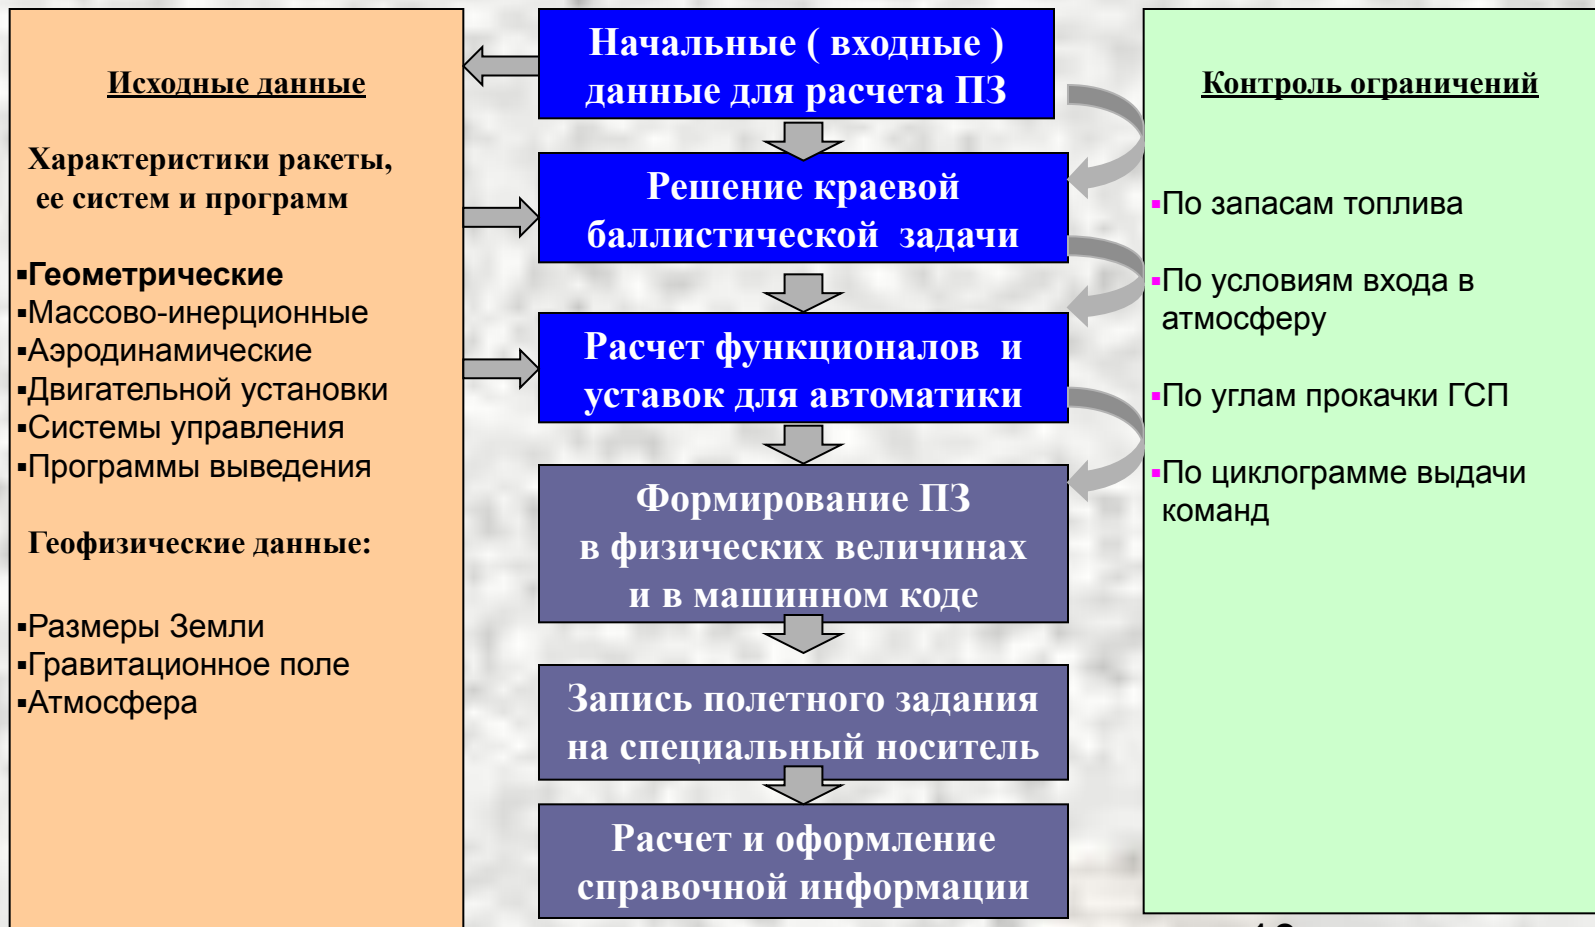 Исходные данные
Характеристики ракеты,
ее систем и программ
▪Геометрические
▪Массово-инерционные
▪Аэродинамические
▪Двигательной установки
▪Системы управления
▪Программы выведения
Геофизические данные:
▪Размеры Земли
▪Гравитационное поле
▪Атмосфера
Начальные ( входные )
данные для расчета ПЗ
Решение краевой
баллистической задачи
Расчет функционалов и
уставок для автоматики
Формирование ПЗ
в физических величинах
и в машинном коде
Запись полетного задания
на специальный носитель
Расчет и оформление
справочной информации
Контроль ограничений
▪По запасам топлива
▪По условиям входа в
атмосферу
▪По углам прокачки ГСП
▪По циклограмме выдачи
команд